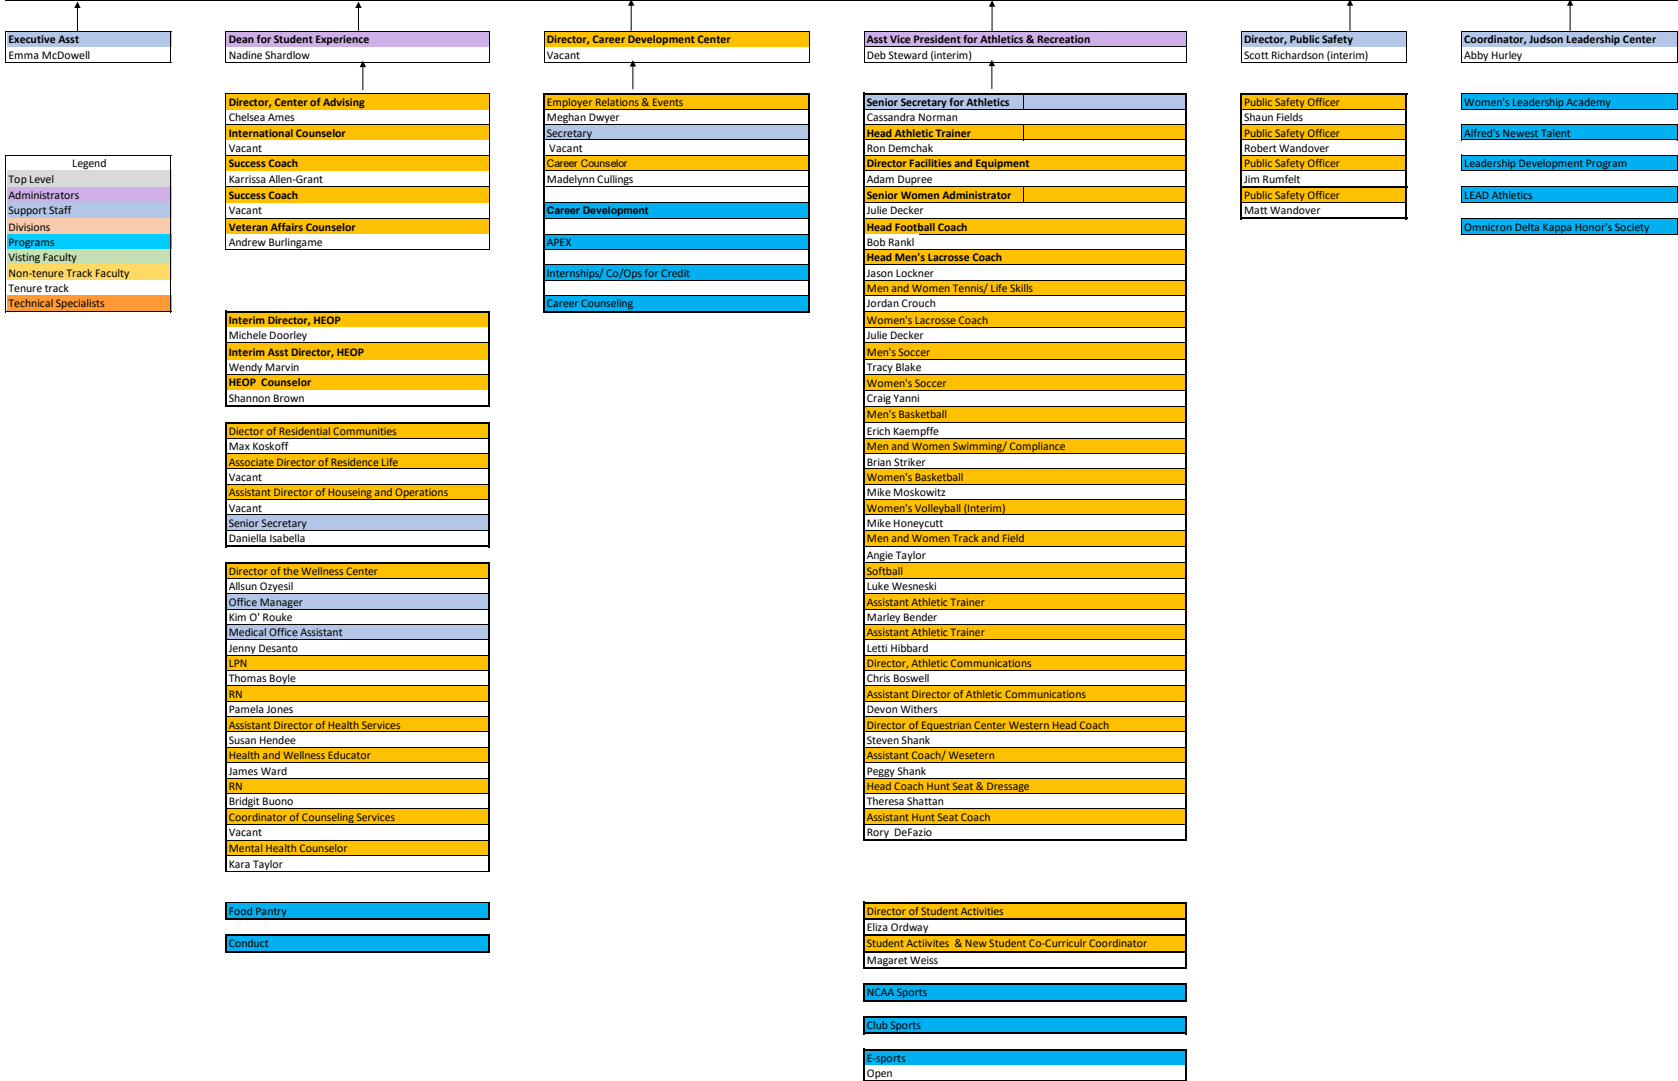 Executive Asst
Emma McDowell
Legend
Top Level
Administrators
Support Staff
Divisions
Programs
Visting Faculty
Non-tenure Track Faculty
Tenure track
Technical Specialists
Dean for Student Experience
Nadine Shardlow
Director, Center of Advising
Chelsea Ames
International Counselor
Vacant
Success Coach
Karrissa Allen-Grant
Success Coach
Vacant
Veteran Affairs Counselor
Andrew Burlingame
Interim Director, HEOP
Michele Doorley
Interim Asst Director, HEOP
Wendy Marvin
HEOP Counselor
Shannon Brown
Diector of Residential Communities
Max Koskoff
Associate Director of Residence Life
Vacant
Assistant Director of Houseing and Operations
Vacant
Senior Secretary
Daniella Isabella
Director of the Wellness Center
Allsun Ozyesil
Office Manager
Kim O' Rouke
Medical Office Assistant
Jenny Desanto
LPN
Thomas Boyle
RN
Pamela Jones
Assistant Director of Health Services
Susan Hendee
Health and Wellness Educator
James Ward
RN
Bridgit Buono
Coordinator of Counseling Services
Vacant
Mental Health Counselor
Kara Taylor
Food Pantry
Conduct
Director, Career Development Center
Vacant
Employer Relations & Events
Meghan Dwyer
Secretary
Vacant
Career Counselor
Madelynn Cullings
Career Development
APEX
Internships/ Co/Ops for Credit
Career Counseling
Asst Vice President for Athletics & Recreation
Deb Steward (interim)
Senior Secretary for Athletics
Cassandra Norman
Head Athletic Trainer
Ron Demchak
Director Facilities and Equipment
Adam Dupree
Senior Women Administrator
Julie Decker
Head Football Coach
Bob Rankl
Head Men's Lacrosse Coach
Jason Lockner
Men and Women Tennis/ Life Skills
Jordan Crouch
Women's Lacrosse Coach
Julie Decker
Men's Soccer
Tracy Blake
Women's Soccer
Craig Yanni
Men's Basketball
Erich Kaempffe
Men and Women Swimming/ Compliance
Brian Striker
Women's Basketball
Mike Moskowitz
Women's Volleyball (Interim)
Mike Honeycutt
Men and Women Track and Field
Angie Taylor
Softball
Luke Wesneski
Assistant Athletic Trainer
Marley Bender
Assistant Athletic Trainer
Letti Hibbard
Director, Athletic Communications
Chris Boswell
Assistant Director of Athletic Communications
Devon Withers
Director of Equestrian Center Western Head Coach
Steven Shank
Assistant Coach/ Wesetern
Peggy Shank
Head Coach Hunt Seat & Dressage
Theresa Shattan
Assistant Hunt Seat Coach
Rory DeFazio
Director of Student Activities
Eliza Ordway
Student Actiivites & New Student Co-Curriculr Coordinator
Magaret Weiss
NCAA Sports
Club Sports
E-sports
Open
Director, Public Safety
Scott Richardson (interim)
Public Safety Officer
Shaun Fields
Public Safety Officer
Robert Wandover
Public Safety Officer
Jim Rumfelt
Public Safety Officer
Matt Wandover
Coordinator, Judson Leadership Center
Abby Hurley
Women's Leadership Academy
Alfred's Newest Talent
Leadership Development Program
LEAD Athletics
Omnicron Delta Kappa Honor's Society